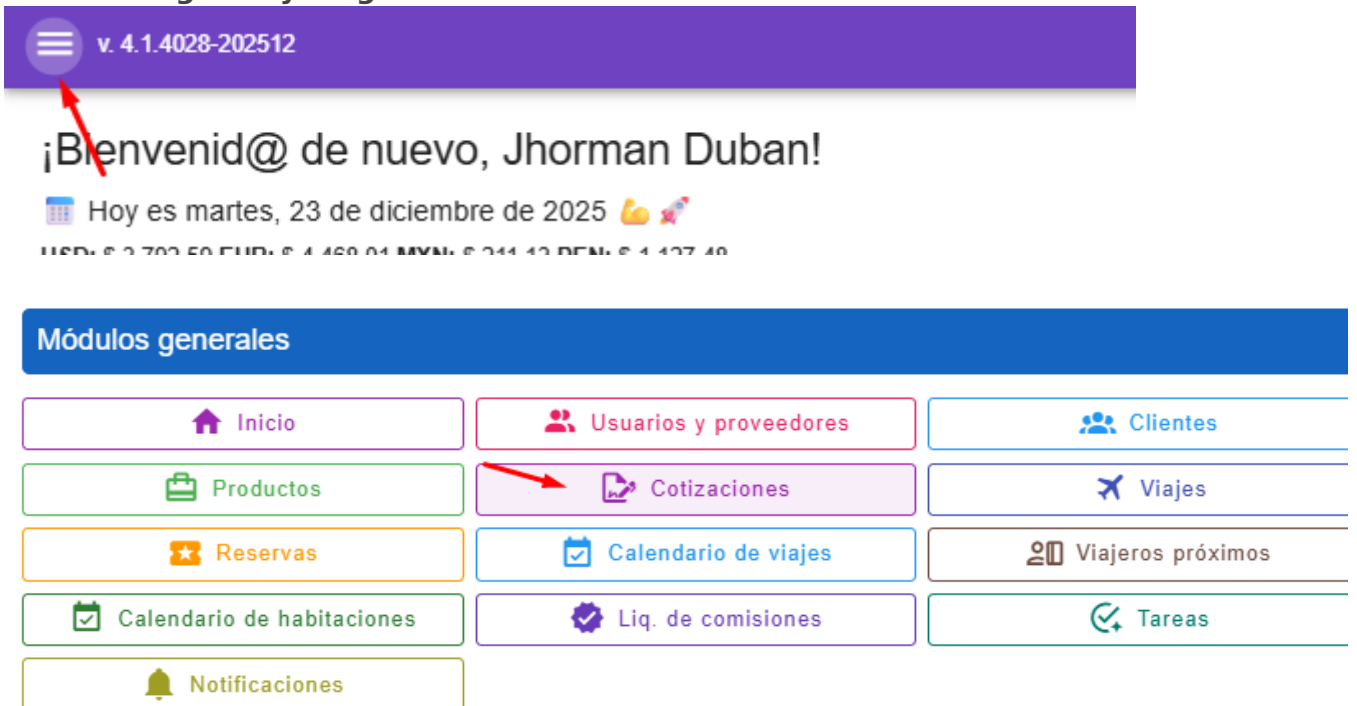 v. 4.1.4028-202512
¡Bienvenid@ de nuevo, Jhorman Duban!
Hoy es martes, 23 de diciembre de 2025
Módulos generales
Inicio
Usuarios y proveedores
Clientes
Productos
Cotizaciones
Viajes
Reservas
Calendario de viajes
Viajeros próximos
Calendario de habitaciones
Liq. de comisiones
Tareas
Notificaciones